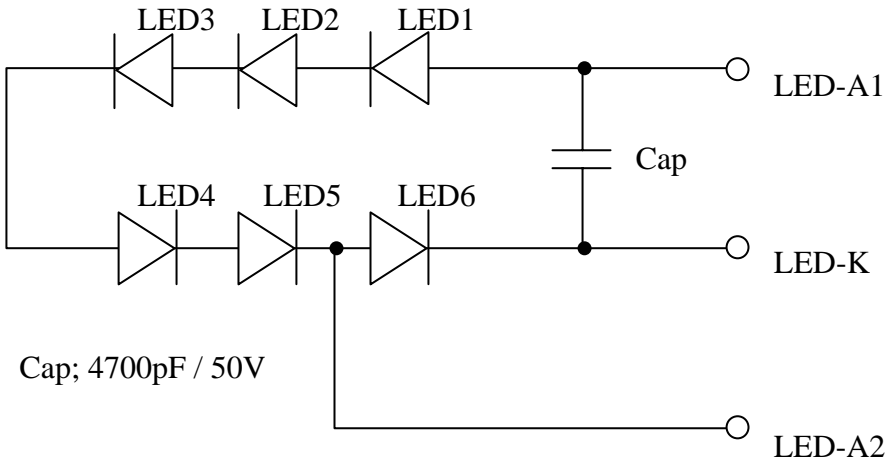 LED3 LED2 LED1
LED-A1
Cap
LED4 LED5 LED6
LED-K
Cap; 4700pF / 50V
LED-A2